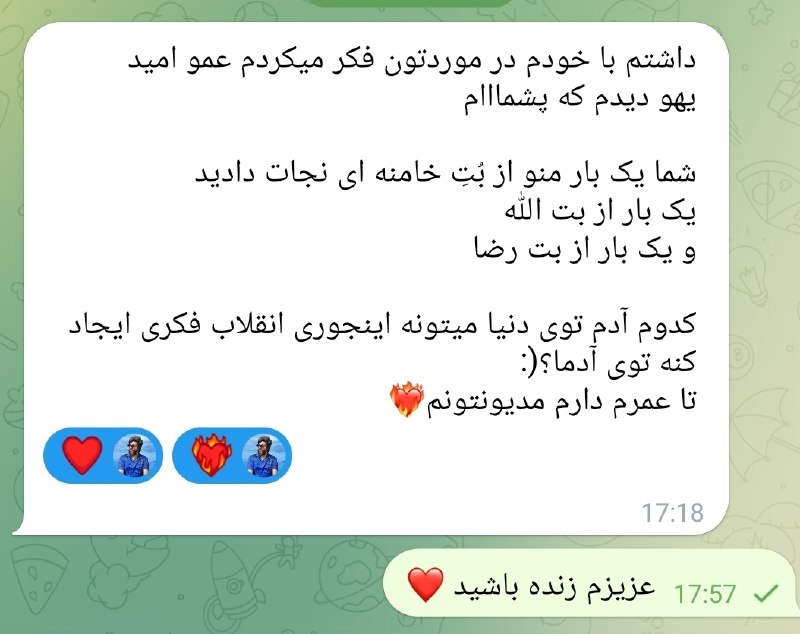 داشتم با خودم در موردتون فکر میکردم عمو امید
یهو دیدم که پشمااام
شما یک بار منو از بُتِ خامنه ای نجات دادید
یک بار از بت الله
و یک بار از بت رضا
کدوم آدم توی دنیا میتونه اینجوری انقلاب فکری ایجاد
کنه توی آدما؟(:
تا عمرم دارم مدیونتونم❤️‍🔥
17:18
عزیزم زنده باشید ❤️
17:57